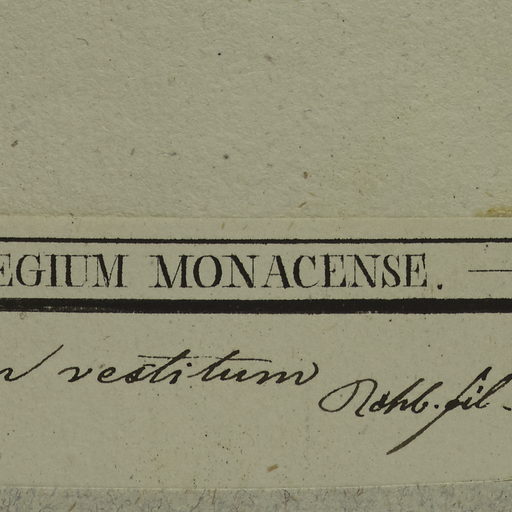 EGIUM MONACENSE. —
vestitum Rchb. fil.